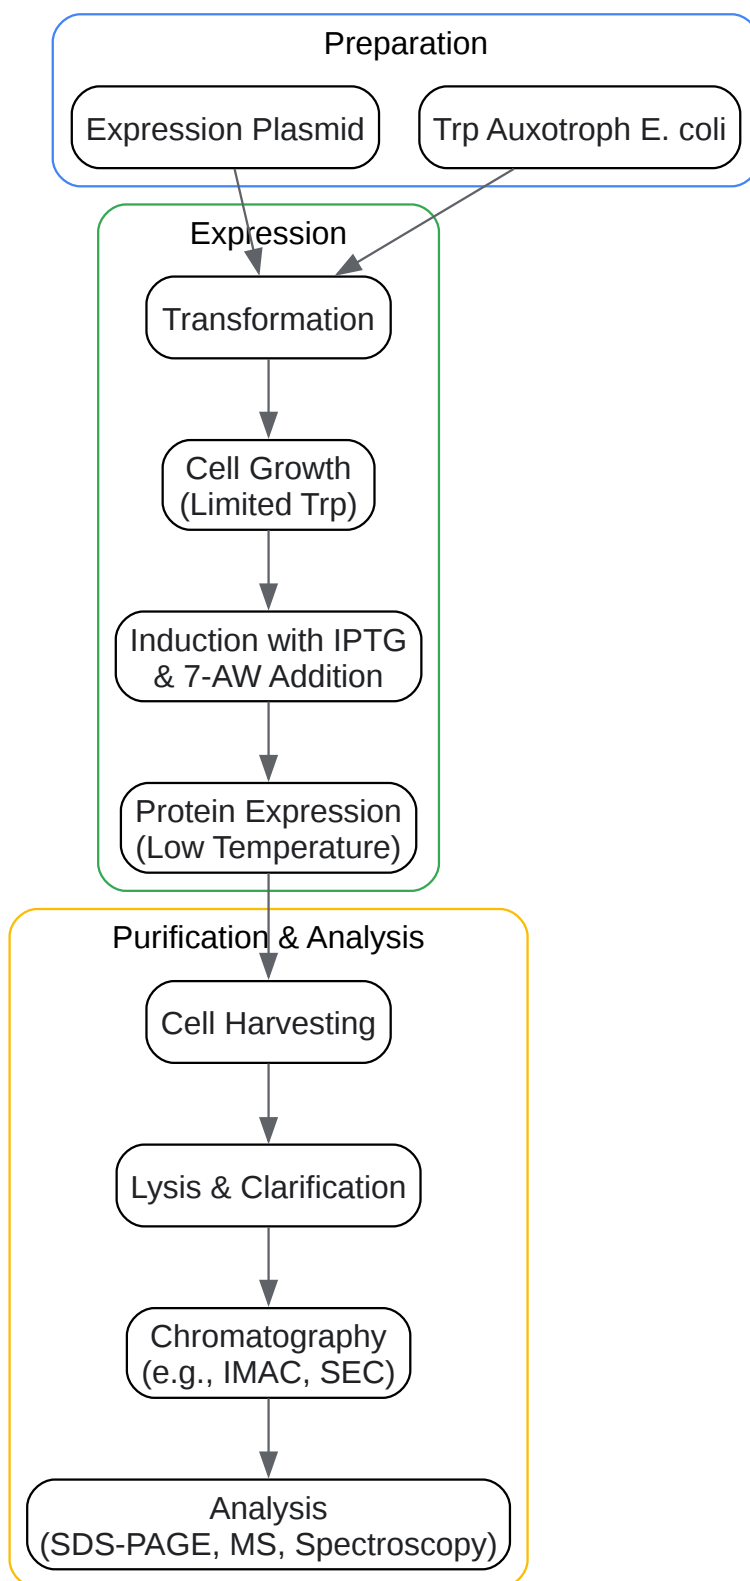 Preparation
Expression Plasmid
Trp Auxotroph E. coli
Expression
Transformation
Cell Growth
(Limited Trp)
Induction with IPTG
& 7-AW Addition
Protein Expression
(Low Temperature)
Purification & Analysis
Cell Harvesting
Lysis & Clarification
Chromatography
(e.g., IMAC, SEC)
Analysis
(SDS-PAGE, MS, Spectroscopy)